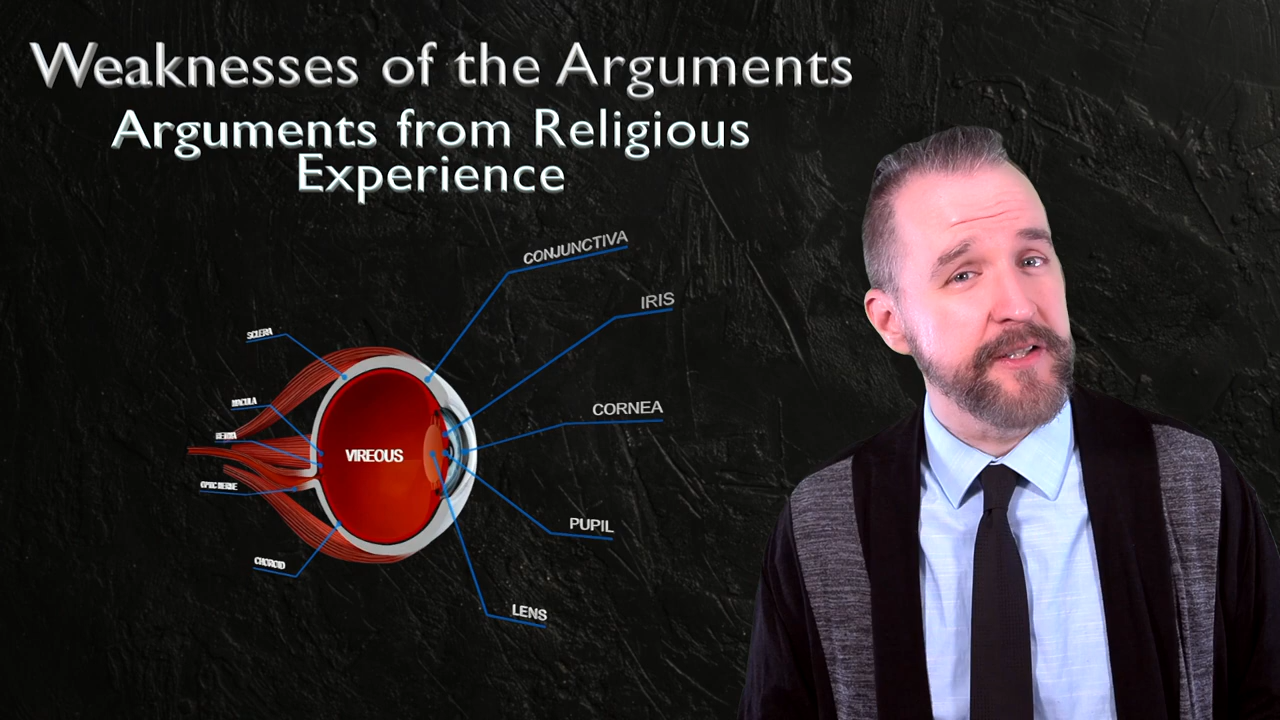 Weaknesses of the Arguments
Arguments from Religious
Experience
CONJUNCTIVA
IRIS
SCLERA
MACULA
CORNEA
RETINA
VIREOUS
OPTIC NERVE
PUPIL
CHOROID
LENS